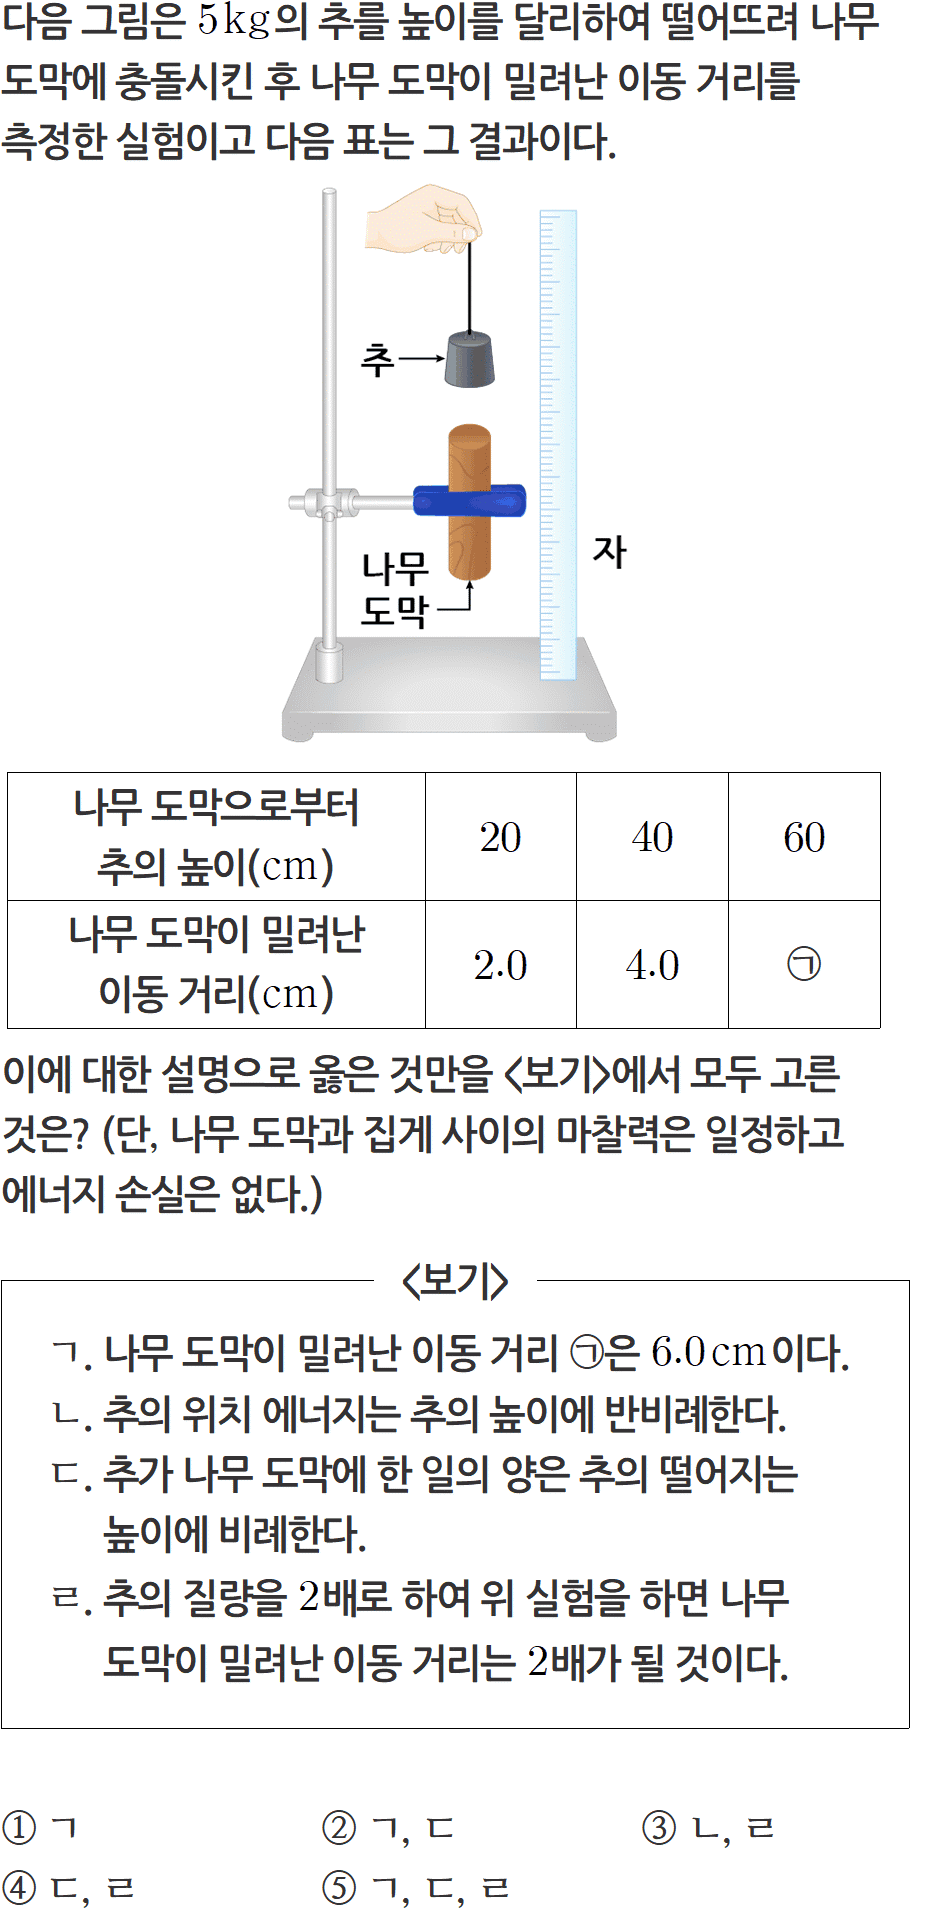 다음 그림은 5kg의 추를 높이를 달리하여 떨어뜨려 나무
도막에 충돌시킨 후 나무 도막이 밀려난 이동 거리를
측정한 실험이고 다음 표는 그 결과이다.
추
나무
도막
자
나무 도막으로부터
추의 높이(cm)
20
40
60
나무 도막이 밀려난
이동 거리(cm)
2.0
4.0
㉠
이에 대한 설명으로 옳은 것만을 <보기>에서 모두 고른
것은? (단, 나무 도막과 집게 사이의 마찰력은 일정하고
에너지 손실은 없다.)
<보기>
ㄱ. 나무 도막이 밀려난 이동 거리 ㉠은 6.0cm이다.
ㄴ. 추의 위치 에너지는 추의 높이에 반비례한다.
ㄷ. 추가 나무 도막에 한 일의 양은 추의 떨어지는
높이에 비례한다.
ㄹ. 추의 질량을 2배로 하여 위 실험을 하면 나무
도막이 밀려난 이동 거리는 2배가 될 것이다.
① ㄱ ② ㄱ, ㄷ ③ ㄴ, ㄹ
④ ㄷ, ㄹ ⑤ ㄱ, ㄷ, ㄹ